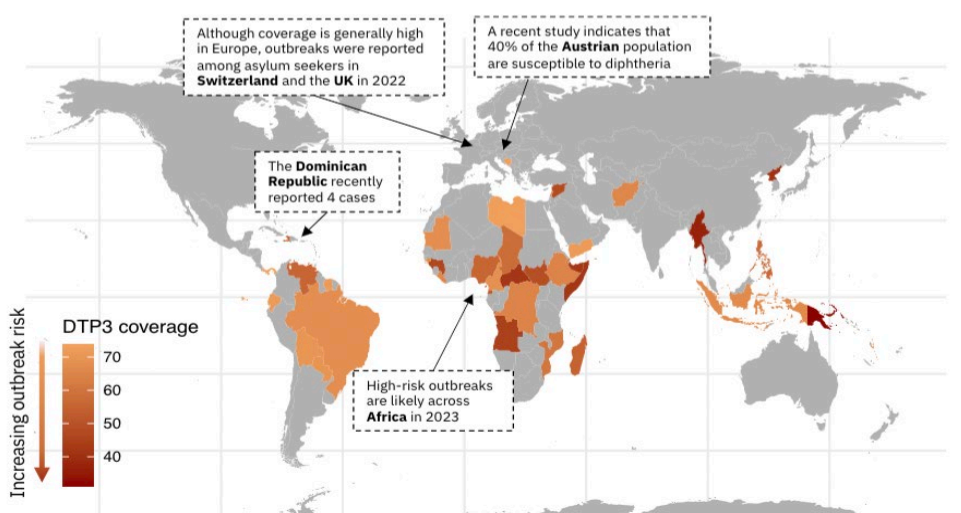 Although coverage is generally high
in Europe, outbreaks were reported
among asylum seekers in
Switzerland and the UK in 2022
A recent study indicates that
40% of the Austrian population
are susceptible to diphtheria
The Dominican
Republic recently
reported 4 cases
High-risk outbreaks
are likely across
Africa in 2023
Increasing outbreak risk
DTP3 coverage
70
60
50
40